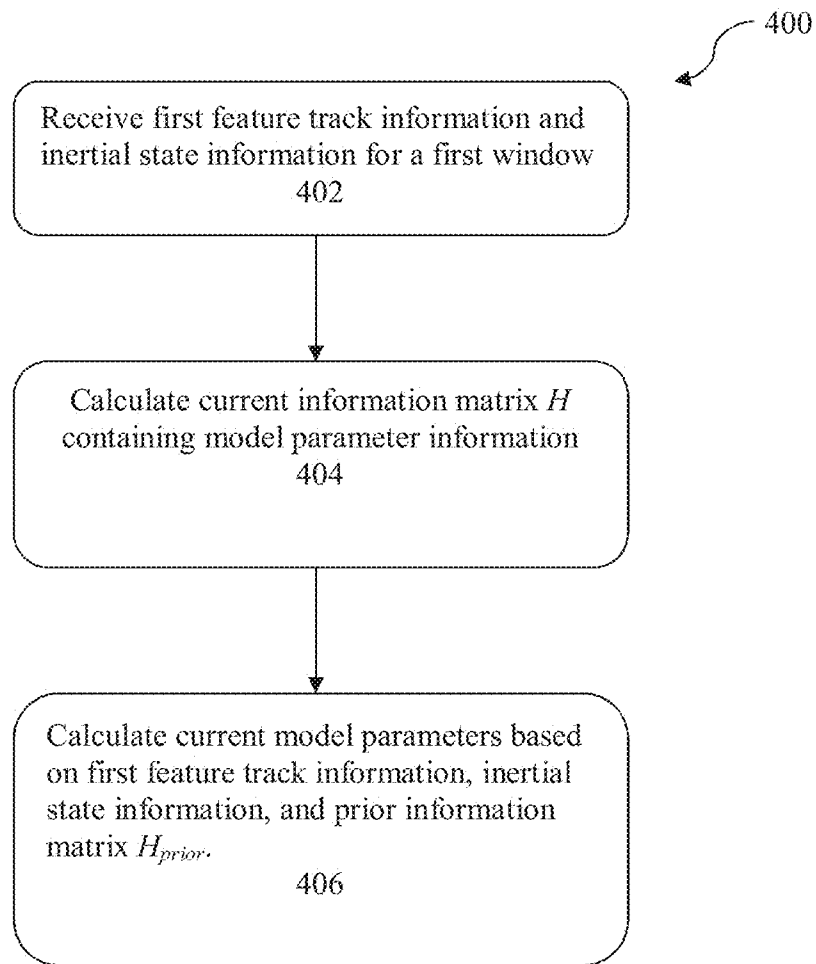 400
Receive first feature track information and
inertial state information for a first window
402
Calculate current information matrix H
containing model parameter information
404
Calculate current model parameters based
on first feature track information, inertial
state information, and prior information
matrix Hprior.
406